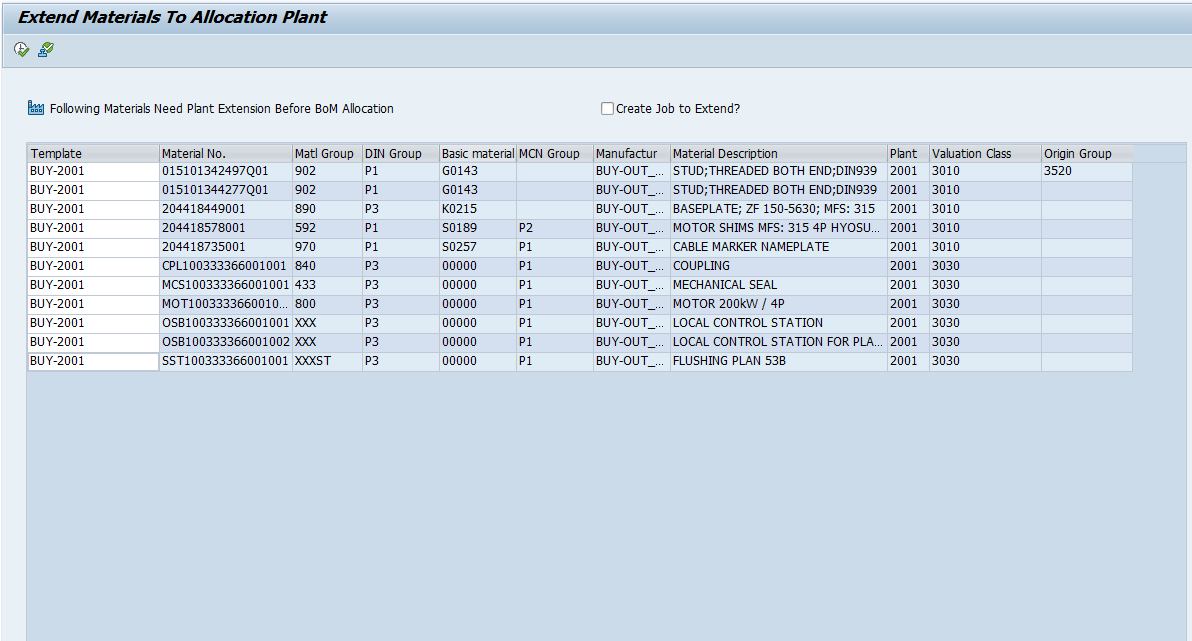 Extend Materials To Allocation Plant
Following Materials Need Plant Extension Before BoM Allocation Create Job to Extend?
Template Material No. Matl Group DIN Group Basic material MCN Group Manufactur Material Description Plant Valuation Class Origin Group
BUY-2001 015101342497Q01 902 P1 G0143 BUY-OUT_... STUD;THREADED BOTH END;DIN939 2001 3010 3520
BUY-2001 015101344277Q01 902 P1 G0143 BUY-OUT_... STUD;THREADED BOTH END;DIN939 2001 3010
BUY-2001 204418449001 890 P3 K0215 BUY-OUT_... BASEPLATE; ZF 150-5630; MFS: 315 2001 3010
BUY-2001 204418578001 592 P1 S0189 P2 BUY-OUT_... MOTOR SHIMS MFS: 315 4P HYOSU... 2001 3010
BUY-2001 204418735001 970 P1 S0257 P1 BUY-OUT_... CABLE MARKER NAMEPLATE 2001 3010
BUY-2001 CPL100333366001001 840 P3 00000 P1 BUY-OUT_... COUPLING 2001 3030
BUY-2001 MCS100333366001001 433 P3 00000 P1 BUY-OUT_... MECHANICAL SEAL 2001 3030
BUY-2001 MOT1003333660010... 800 P3 00000 P1 BUY-OUT_... MOTOR 200kW / 4P 2001 3030
BUY-2001 OSB100333366001001 XXX P3 00000 P1 BUY-OUT_... LOCAL CONTROL STATION 2001 3030
BUY-2001 OSB100333366001002 XXX P3 00000 P1 BUY-OUT_... LOCAL CONTROL STATION FOR PLA... 2001 3030
BUY-2001 SST100333366001001 XXXST P3 00000 P1 BUY-OUT_... FLUSHING PLAN 53B 2001 3030